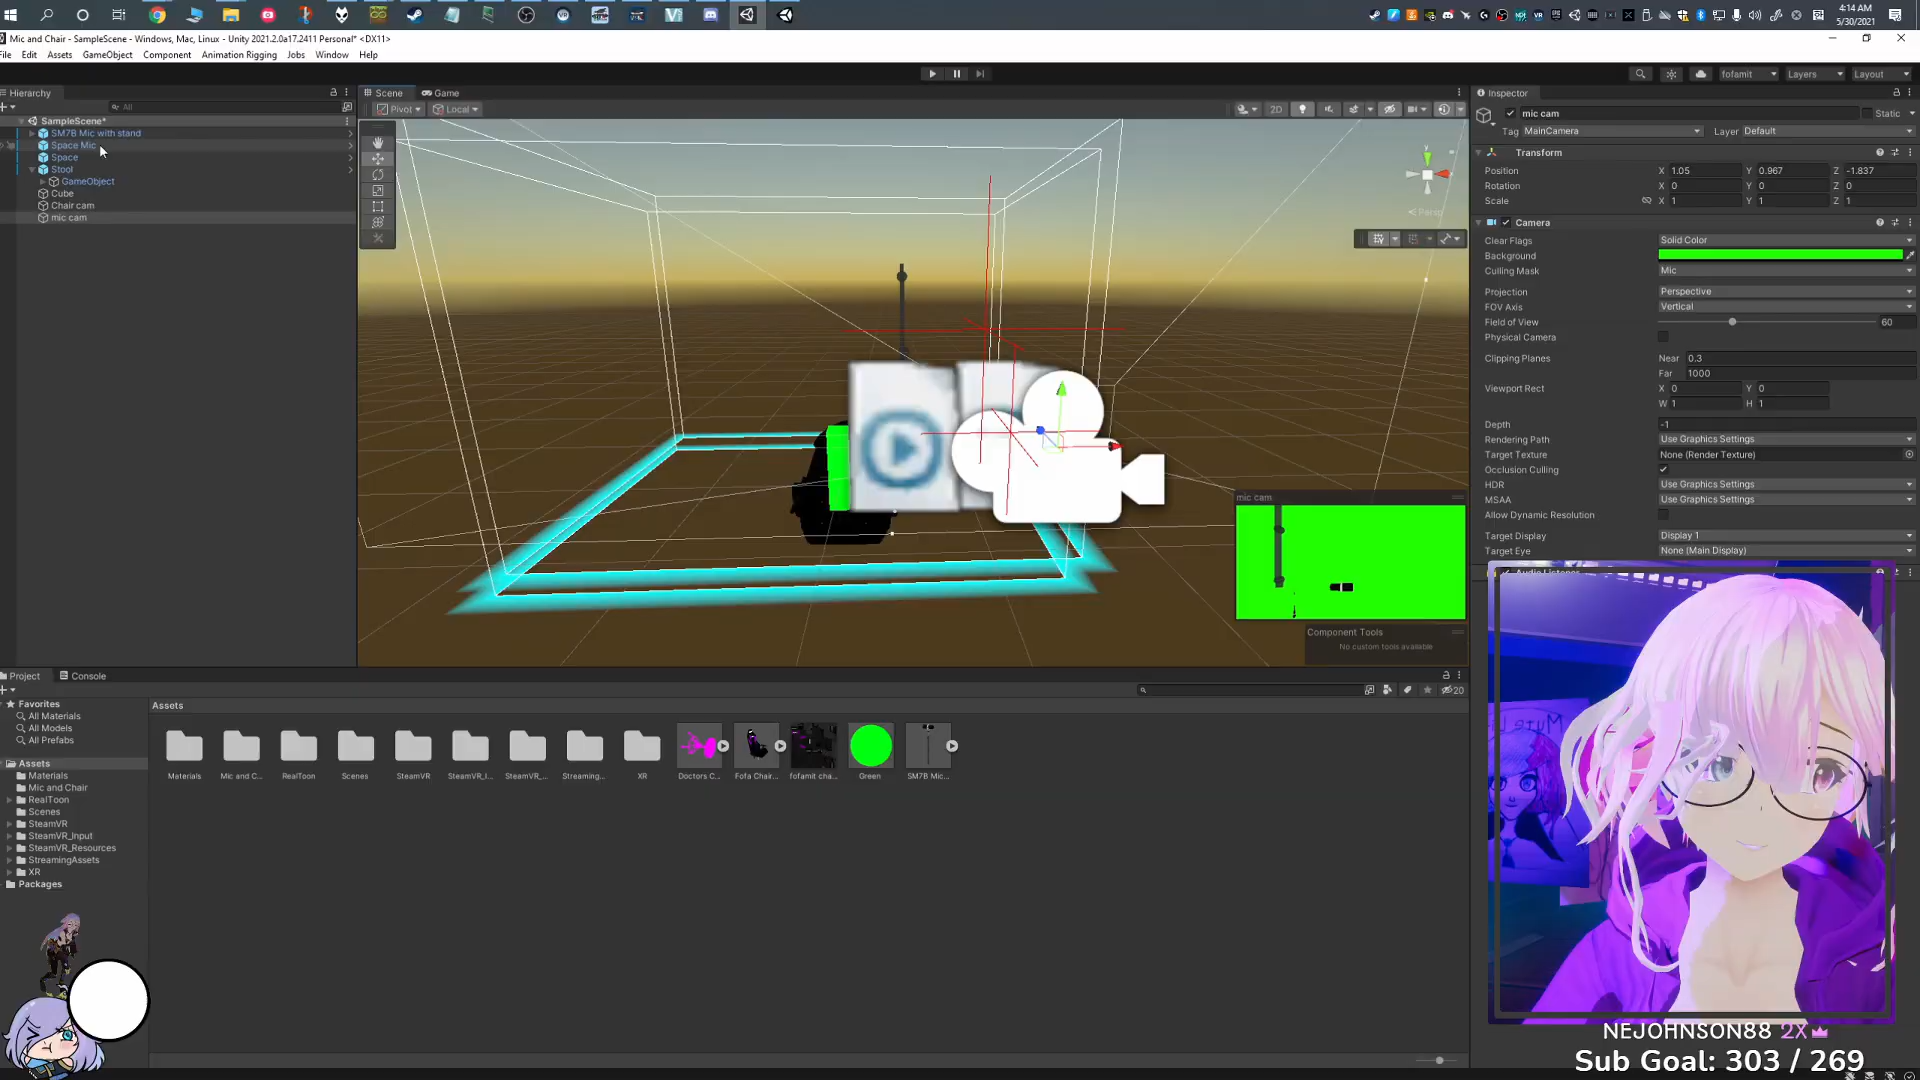 4:14 AM
5/30/2021
Mic and Chair - SampleScene - Windows, Mac, Linux - Unity 2021.2.0a17.2411 Personal* <DX11>
File Edit Assets GameObject Component Animation Rigging Jobs Window Help
fofamit Layers Layout
Hierarchy
All
SampleScene*
SM7B Mic with stand
Space Mic
Space
Stool
GameObject
Cube
Chair cam
mic cam
Scene Game
Pivot Local 2D
Persp
mic cam
Component Tools
No custom tools available
Inspector
mic cam Static
Tag MainCamera Layer Default
Transform
Position X 1.05 Y 0.967 Z -1.837
Rotation X 0 Y 0 Z 0
Scale X 1 Y 1 Z 1
Camera
Clear Flags Solid Color
Background
Culling Mask Mic
Projection Perspective
FOV Axis Vertical
Field of View 60
Physical Camera
Clipping Planes Near 0.3
Far 1000
Viewport Rect X 0 Y 0
W 1 H 1
Depth -1
Rendering Path Use Graphics Settings
Target Texture None (Render Texture)
Occlusion Culling
HDR Use Graphics Settings
MSAA Use Graphics Settings
Allow Dynamic Resolution
Target Display Display 1
Target Eye None (Main Display)
Project Console
20
Favorites
All Materials
All Models
All Prefabs
Assets
Materials
Mic and Chair
RealToon
Scenes
SteamVR
SteamVR_Input
SteamVR_Resources
StreamingAssets
XR
Packages
Assets
Materials Mic and C... RealToon Scenes SteamVR SteamVR_I... SteamVR_... Streaming... XR Doctors C... Fofa Chair... fofamit cha... Green SM7B Mic...
NEJOHNSON88 2X
Sub Goal: 303 / 269